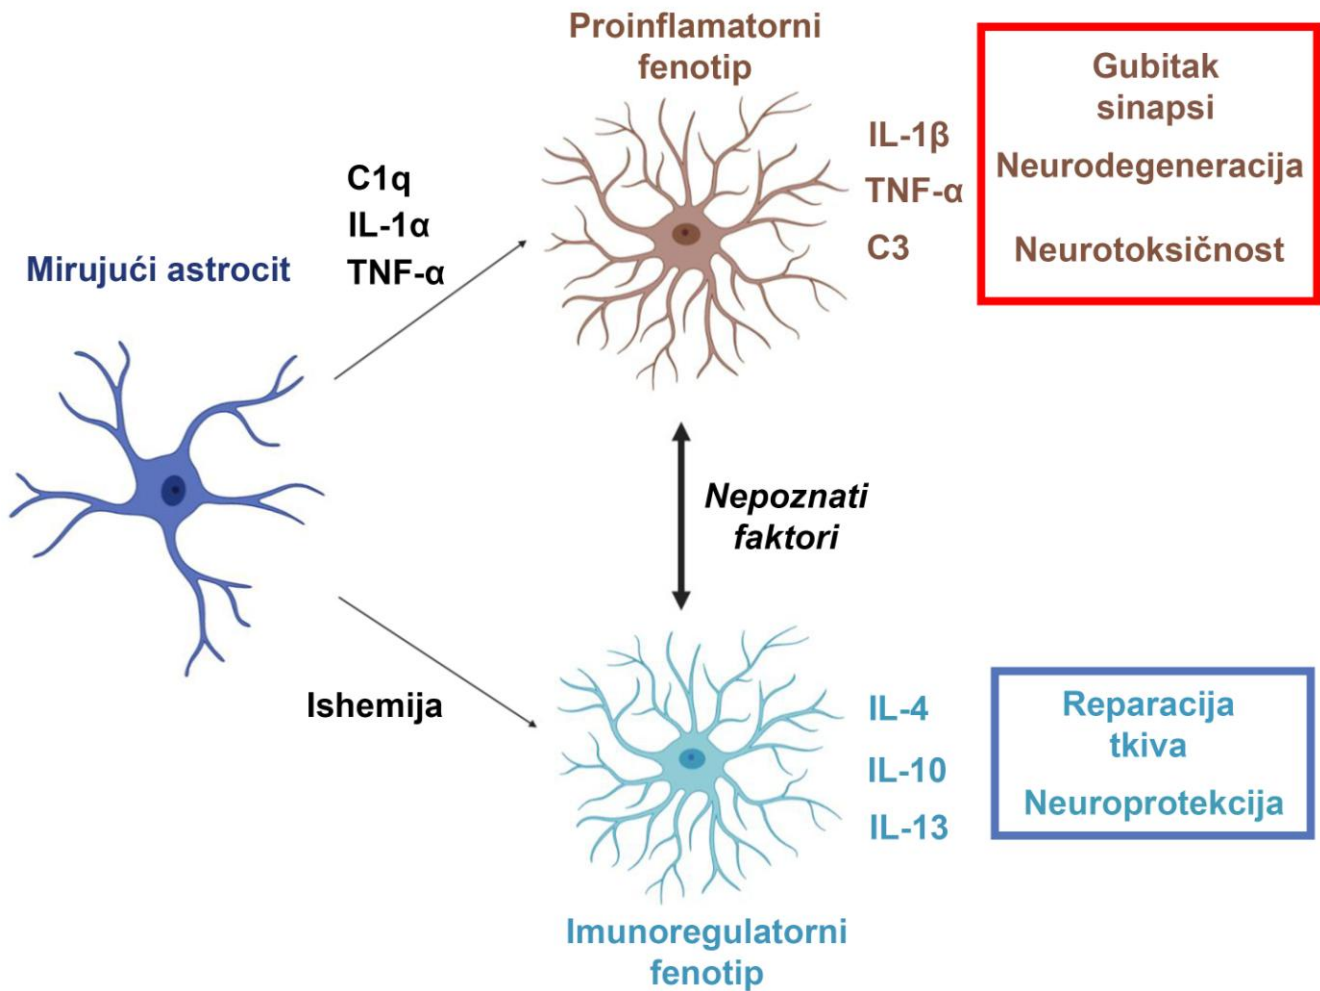 Proinflamatorni
fenotip
Gubitak
sinapsi
Neurodegeneracija
Neurotoksičnost
IL-1β
TNF-α
C3
C1q
IL-1α
TNF-α
Mirujući astrocit
Nepoznati
faktori
Ishemija
IL-4
IL-10
IL-13
Reparacija
tkiva
Neuroprotekcija
Imunoregulatorni
fenotip